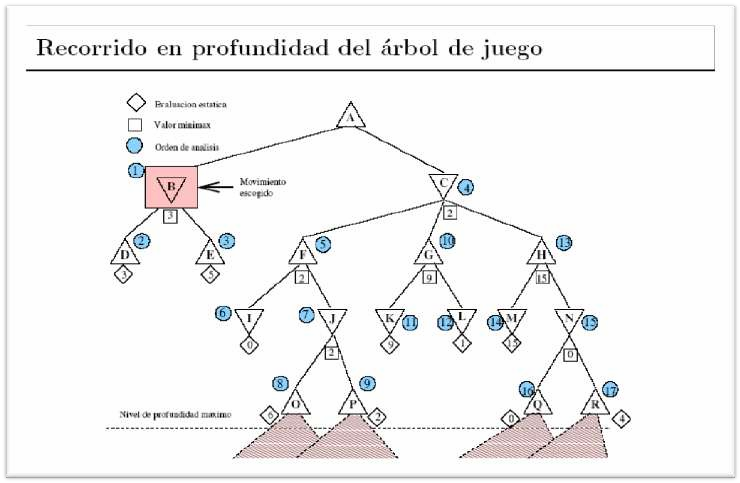 Recorrido en profundidad del árbol de juego
Evaluacion estatica
Valor minimax
Orden de analisis
A
1
B
Movimiento
escogido
3
C
4
2
D
2
3
E
3
5
F
5
2
G
10
9
H
13
15
I
6
0
J
7
2
K
11
9
L
12
1
M
14
15
N
15
0
Nivel de profundidad maximo
O
8
6
P
9
2
Q
16
0
R
17
4